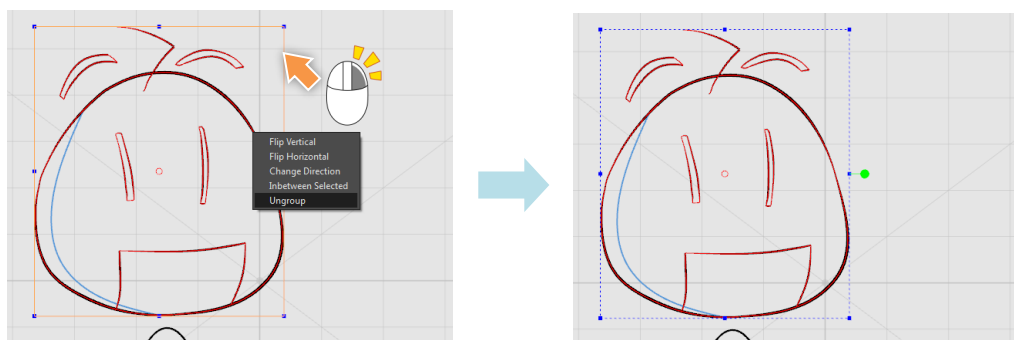 Flip Vertical
Flip Horizontal
Change Direction
Inbetween Selected
Ungroup